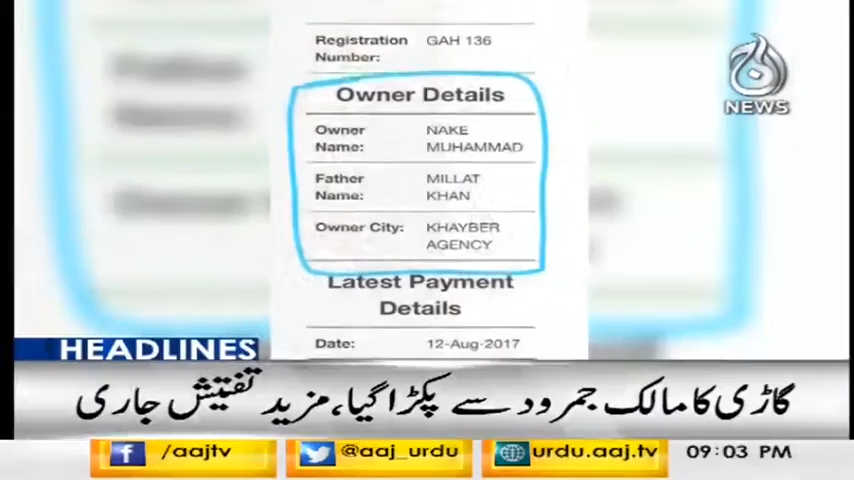 Registration GAH 136
Number:
Owner Details
Owner NAKE
Name: MUHAMMAD
Father MILLAT
Name: KHAN
Owner City: KHAYBER
AGENCY
Latest Payment
Details
Date: 12-Aug-2017
NEWS
Father
Name
HEADLINES
گاڑی کا مالک جمرود سے پکڑا گیا، مزید تفتیش جاری
/aajtv
@aaj_urdu
urdu.aaj.tv
09:03 PM